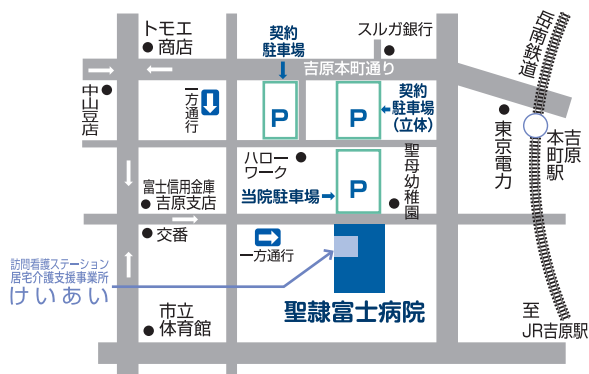 トモエ
商店
契約
駐車場
スルガ銀行
岳南鉄道
吉原本町通り
中山豆店
一方通行
P
P
契約
駐車場
（立体）
東京電力
吉原
本町駅
ハロー
ワーク
聖母幼稚園
富士信用金庫
吉原支店
当院駐車場
P
交番
一方通行
訪問看護ステーション
居宅介護支援事業所
けいあい
聖隷富士病院
市立
体育館
至
JR吉原駅